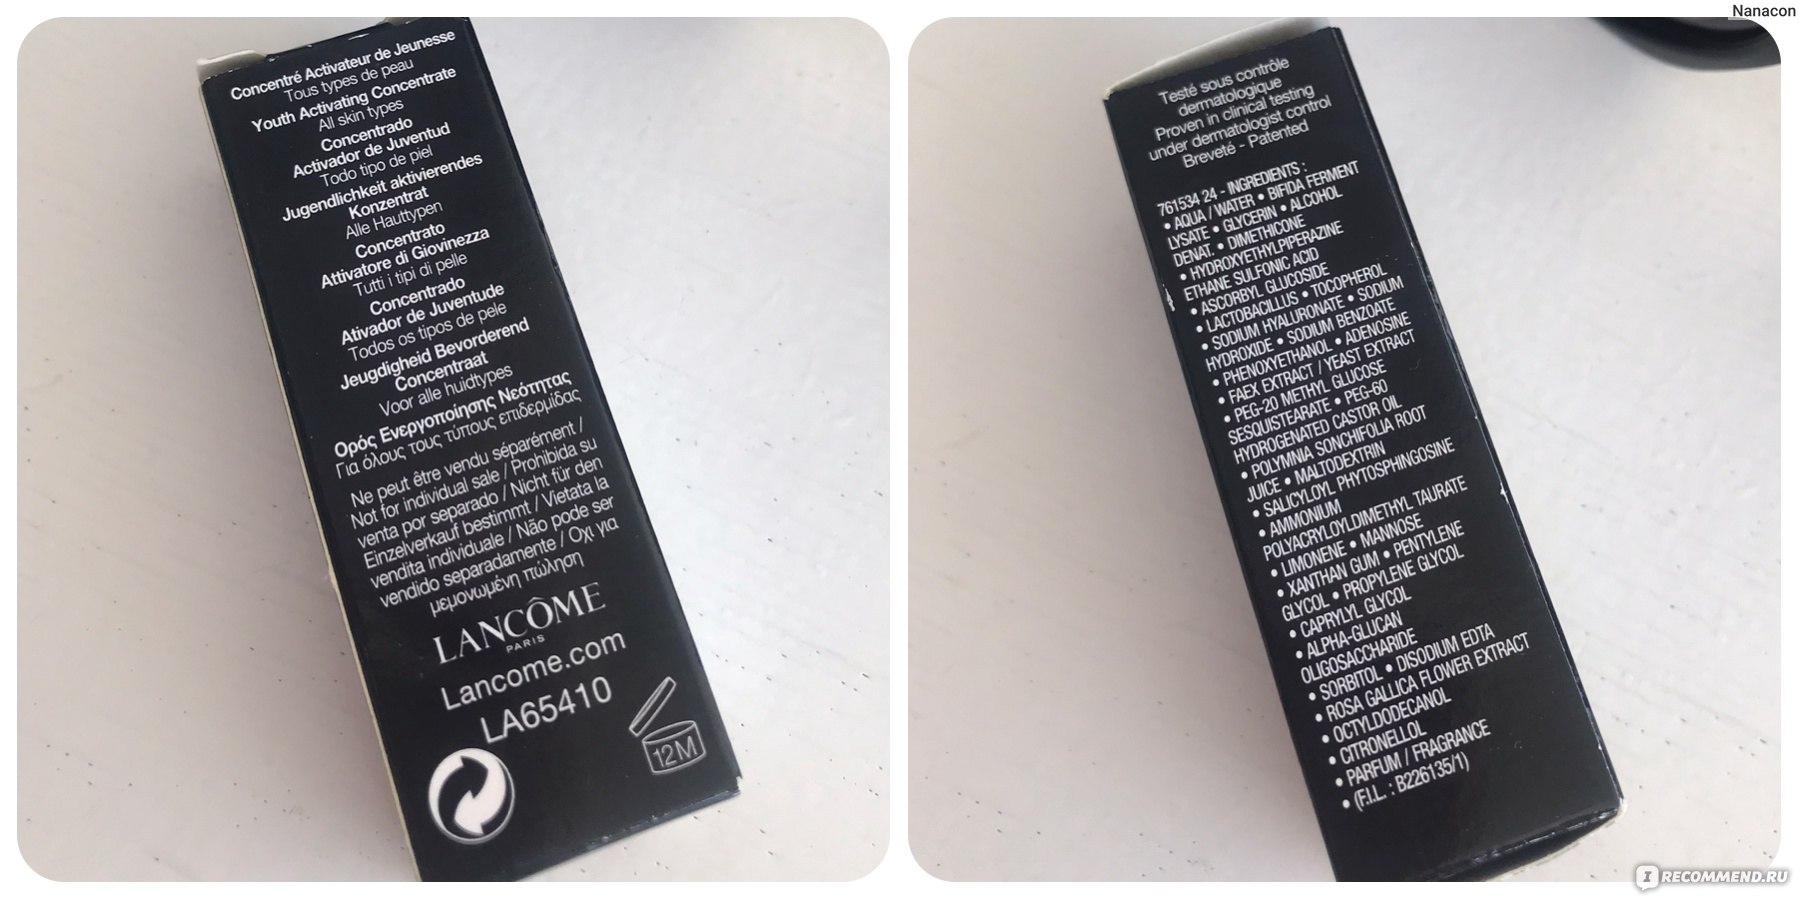 Nanacon
Concentré Activateur de Jeunesse
Tous types de peau
Youth Activating Concentrate
All skin types
Concentrado
Activador de Juventud
Todo tipo de piel
Jugendlichkeit aktivierendes
Konzentrat
Alle Hauttypen
Concentrato
Attivatore di Giovinezza
Tutti i tipi di pelle
Concentrado
Ativador de Juventude
Todos os tipos de pele
Jeugdigheid Bevorderend
Concentraat
Voor alle huidtypes
Ορός Ενεργοποίησης Νεότητας
Για όλους τους τύπους επιδερμίδας
Ne peut être vendu séparément /
Not for individual sale / Prohibida su
venta por separado / Nicht für den
Einzelverkauf bestimmt / Vietata la
vendita individuale / Não pode ser
vendido separadamente / Οχι για
μεμονωμένη πώληση
LANCÔME
PARIS
Lancome.com
LA65410
12M
Testé sous contrôle
dermatologique
Proven in clinical testing
under dermatologist control
Breveté - Patented
761534 24 - INGREDIENTS :
• AQUA / WATER • BIFIDA FERMENT
LYSATE • GLYCERIN • ALCOHOL
DENAT. • DIMETHICONE
• HYDROXYETHYLPIPERAZINE
ETHANE SULFONIC ACID
• ASCORBYL GLUCOSIDE
• LACTOBACILLUS • TOCOPHEROL
• SODIUM HYALURONATE • SODIUM
HYDROXIDE • SODIUM BENZOATE
• PHENOXYETHANOL • ADENOSINE
• FAEX EXTRACT / YEAST EXTRACT
• PEG-20 METHYL GLUCOSE
SESQUISTEARATE • PEG-60
HYDROGENATED CASTOR OIL
• POLYMNIA SONCHIFOLIA ROOT
JUICE • MALTODEXTRIN
• SALICYLOYL PHYTOSPHINGOSINE
• AMMONIUM
POLYACRYLOYLDIMETHYL TAURATE
• LIMONENE • MANNOSE
• XANTHAN GUM • PENTYLENE
GLYCOL • PROPYLENE GLYCOL
• CAPRYLYL GLYCOL
• ALPHA-GLUCAN
OLIGOSACCHARIDE
• SORBITOL • DISODIUM EDTA
• ROSA GALLICA FLOWER EXTRACT
• OCTYLDODECANOL
• CITRONELLOL
• PARFUM / FRAGRANCE
• (F.I.L. : B226135/1)
I RECOMMEND.RU